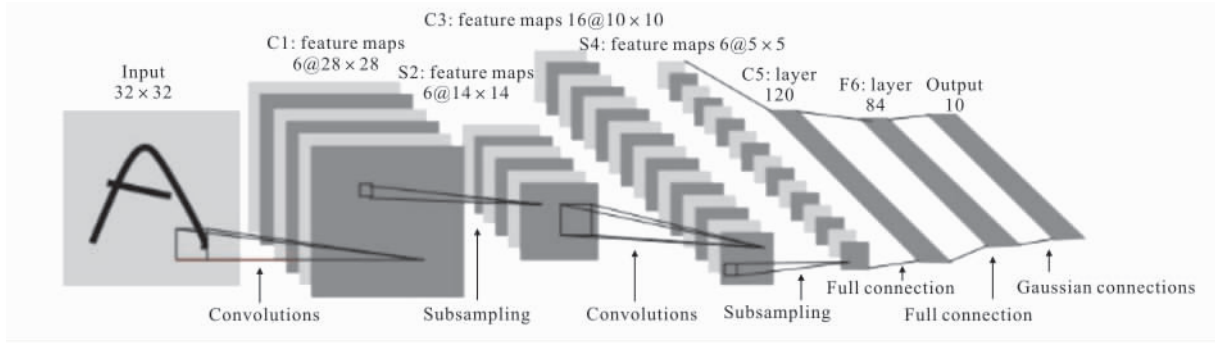 C3: feature maps 16@10 × 10
C1: feature maps
6@28 × 28
S4: feature maps 6@5 × 5
S2: feature maps
6@14 × 14
C5: layer
120
F6: layer
84
Output
10
Input
32 × 32
A
Convolutions
Subsampling
Convolutions
Subsampling
Full connection
Full connection
Gaussian connections